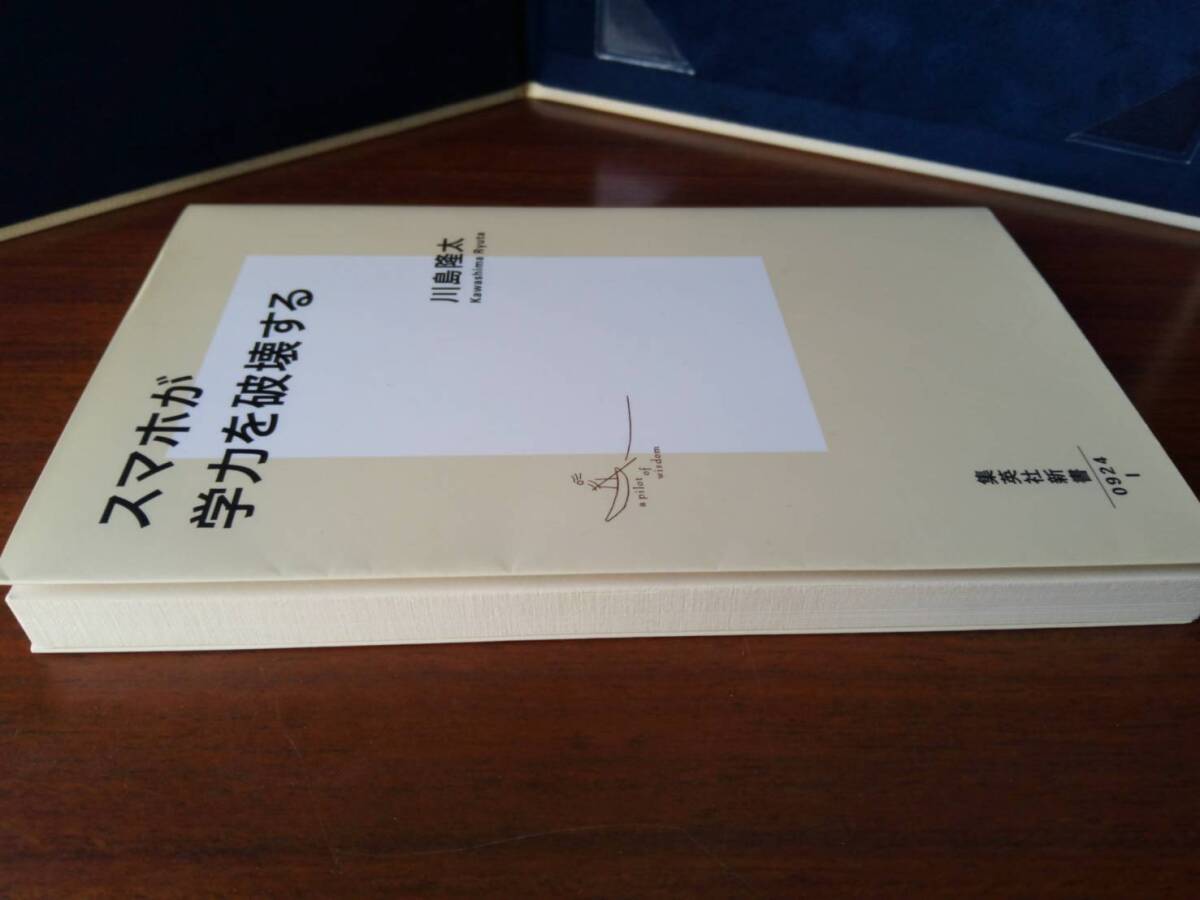 スマホが
学力を破壊する
川島隆太
Kawashima Ryuta
a pilot of
wisdom
集英社新書
0924
I